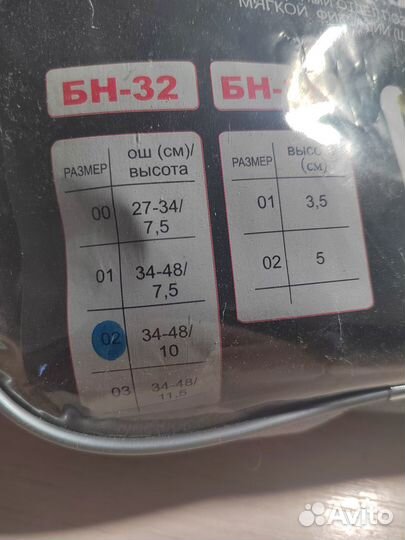 МЯГКОЙ
БН-32
РАЗМЕР ОШ (СМ)/
ВЫСОТА
00 27-34/
7,5
01 34-48/
7,5
02 34-48/
10
03 34-48/
11,5
БН-
РАЗМЕР
(СМ)
01 3,5
02 5
Avito